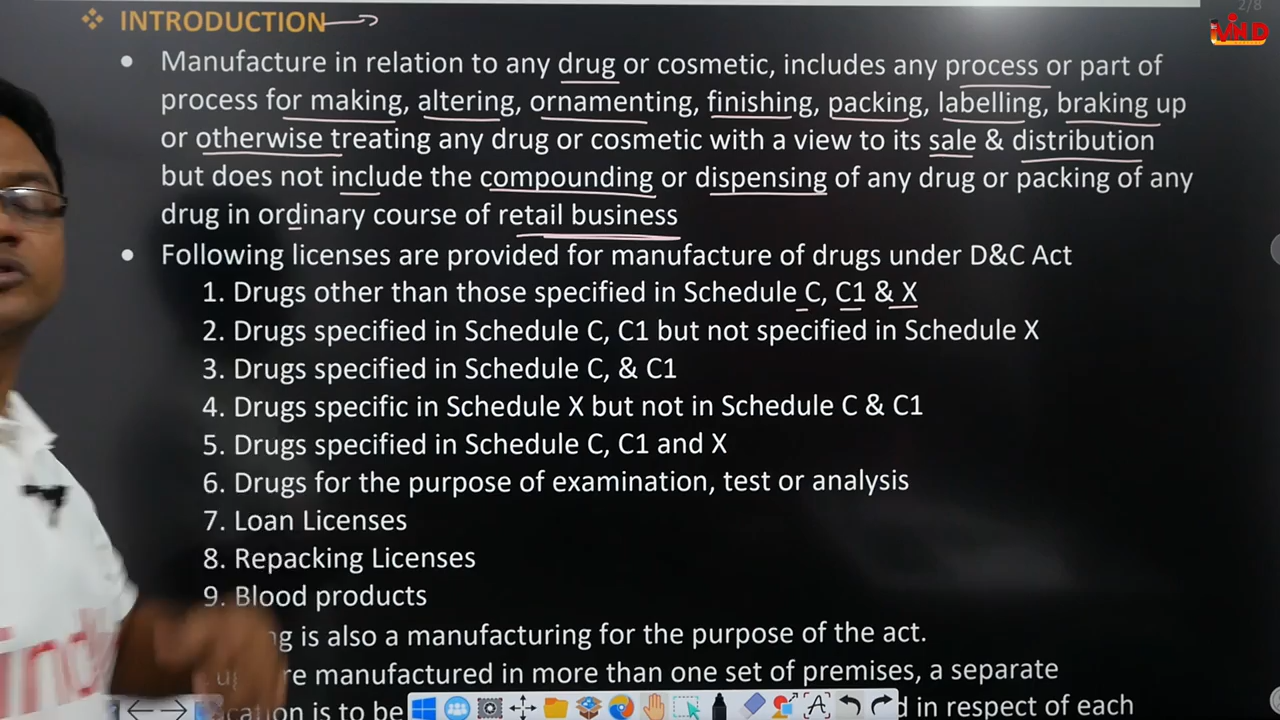 2/8
❖ INTRODUCTION
• Manufacture in relation to any drug or cosmetic, includes any process or part of
process for making, altering, ornamenting, finishing, packing, labelling, braking up
or otherwise treating any drug or cosmetic with a view to its sale & distribution
but does not include the compounding or dispensing of any drug or packing of any
drug in ordinary course of retail business
• Following licenses are provided for manufacture of drugs under D&C Act
1. Drugs other than those specified in Schedule C, C1 & X
2. Drugs specified in Schedule C, C1 but not specified in Schedule X
3. Drugs specified in Schedule C, & C1
4. Drugs specific in Schedule X but not in Schedule C & C1
5. Drugs specified in Schedule C, C1 and X
6. Drugs for the purpose of examination, test or analysis
7. Loan Licenses
8. Repacking Licenses
9. Blood products
is also a manufacturing for the purpose of the act.
manufactured in more than one set of premises, a separate
is to be in respect of each